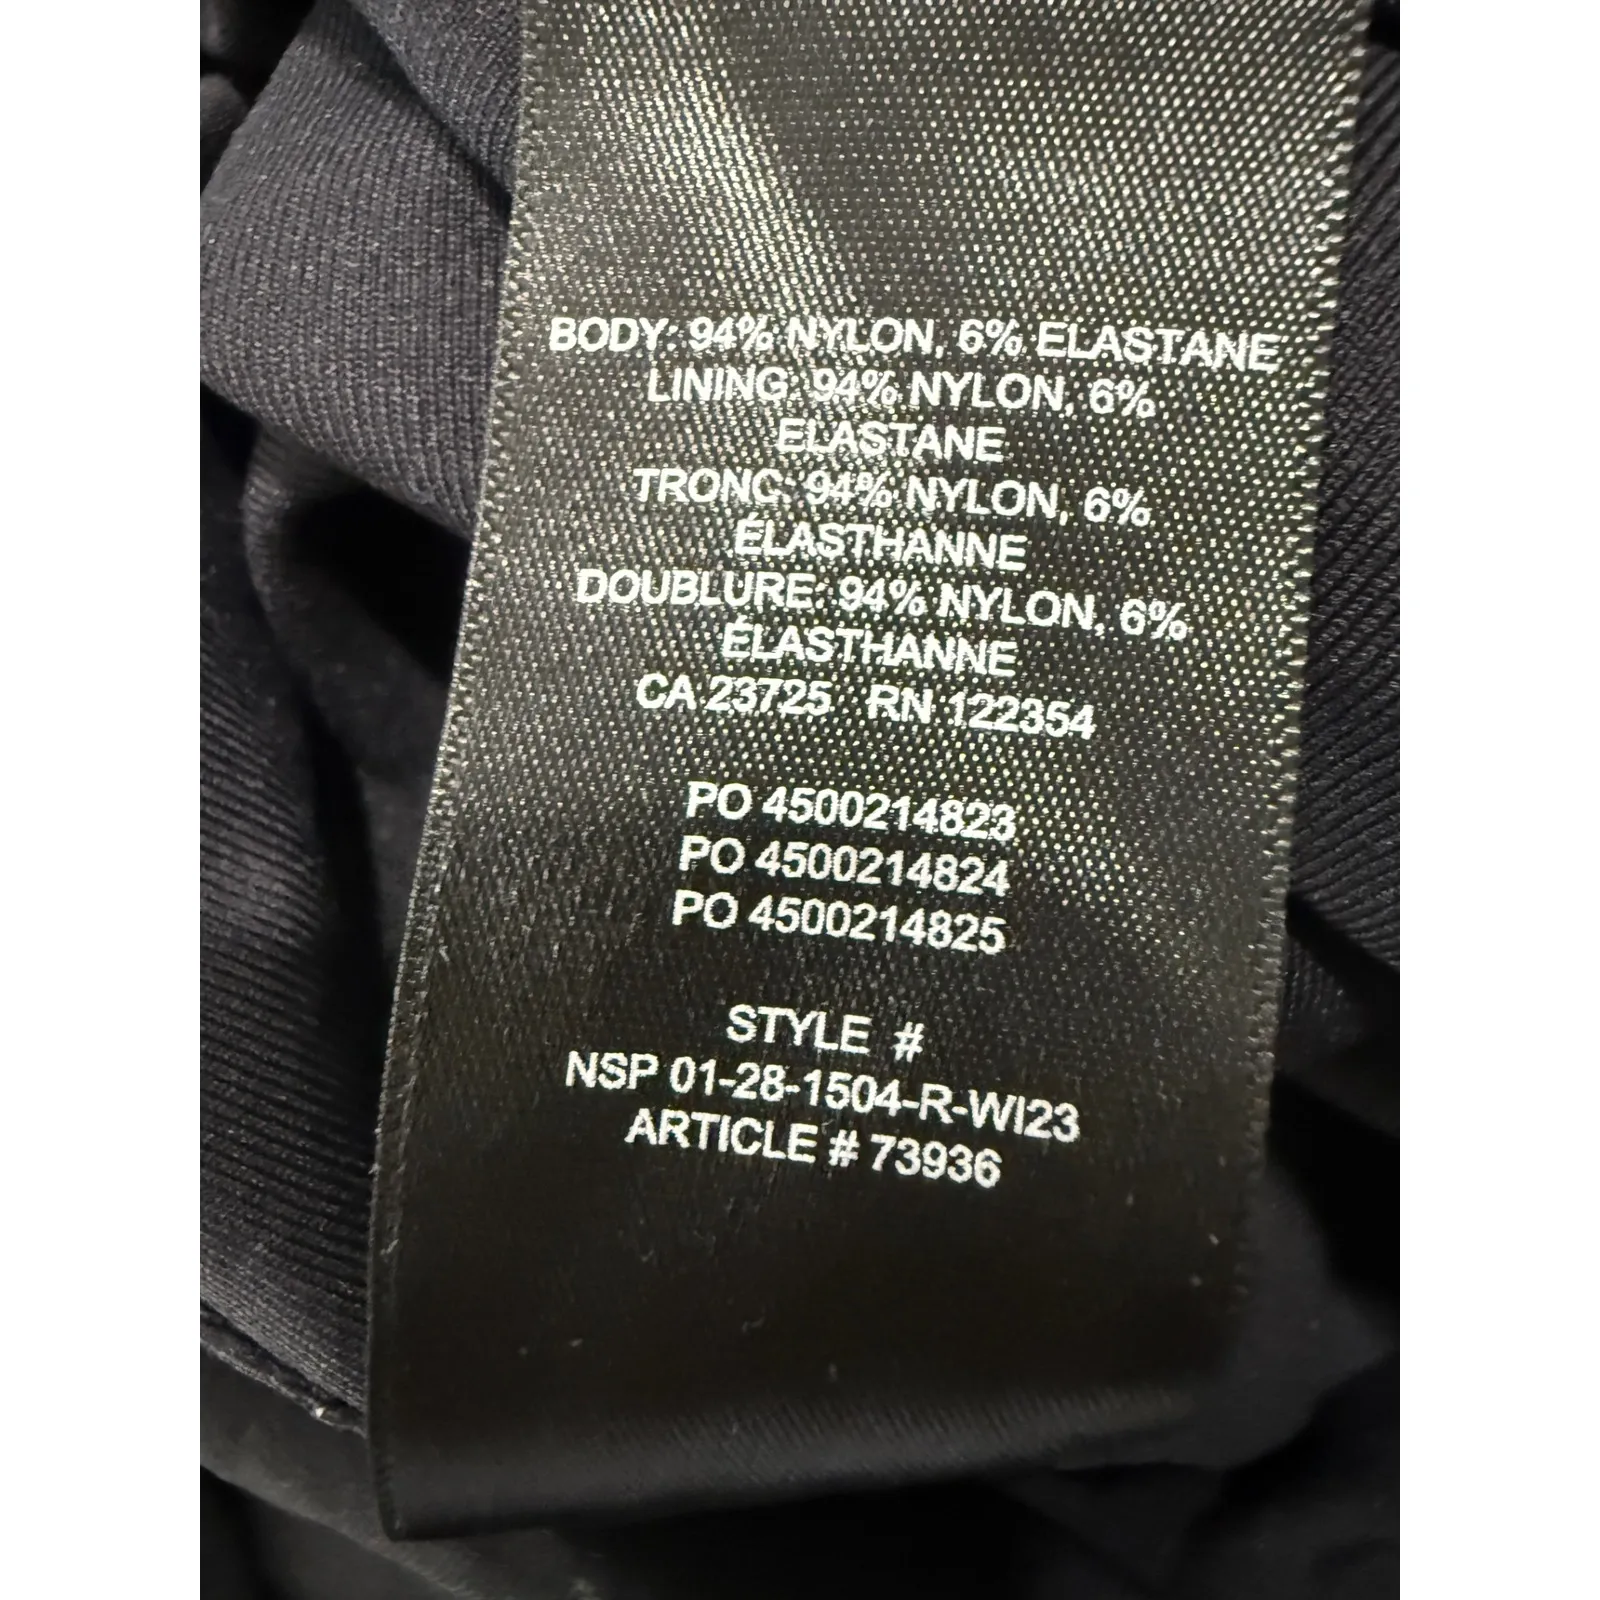 BODY: 94% NYLON, 6% ELASTANE
LINING: 94% NYLON, 6%
ELASTANE
TRONC: 94% NYLON, 6%
ÉLASTHANNE
DOUBLURE: 94% NYLON, 6%
ÉLASTHANNE
CA 23725 RN 122354
PO 4500214823
PO 4500214824
PO 4500214825
STYLE #
NSP 01-28-1504-R-WI23
ARTICLE # 73936